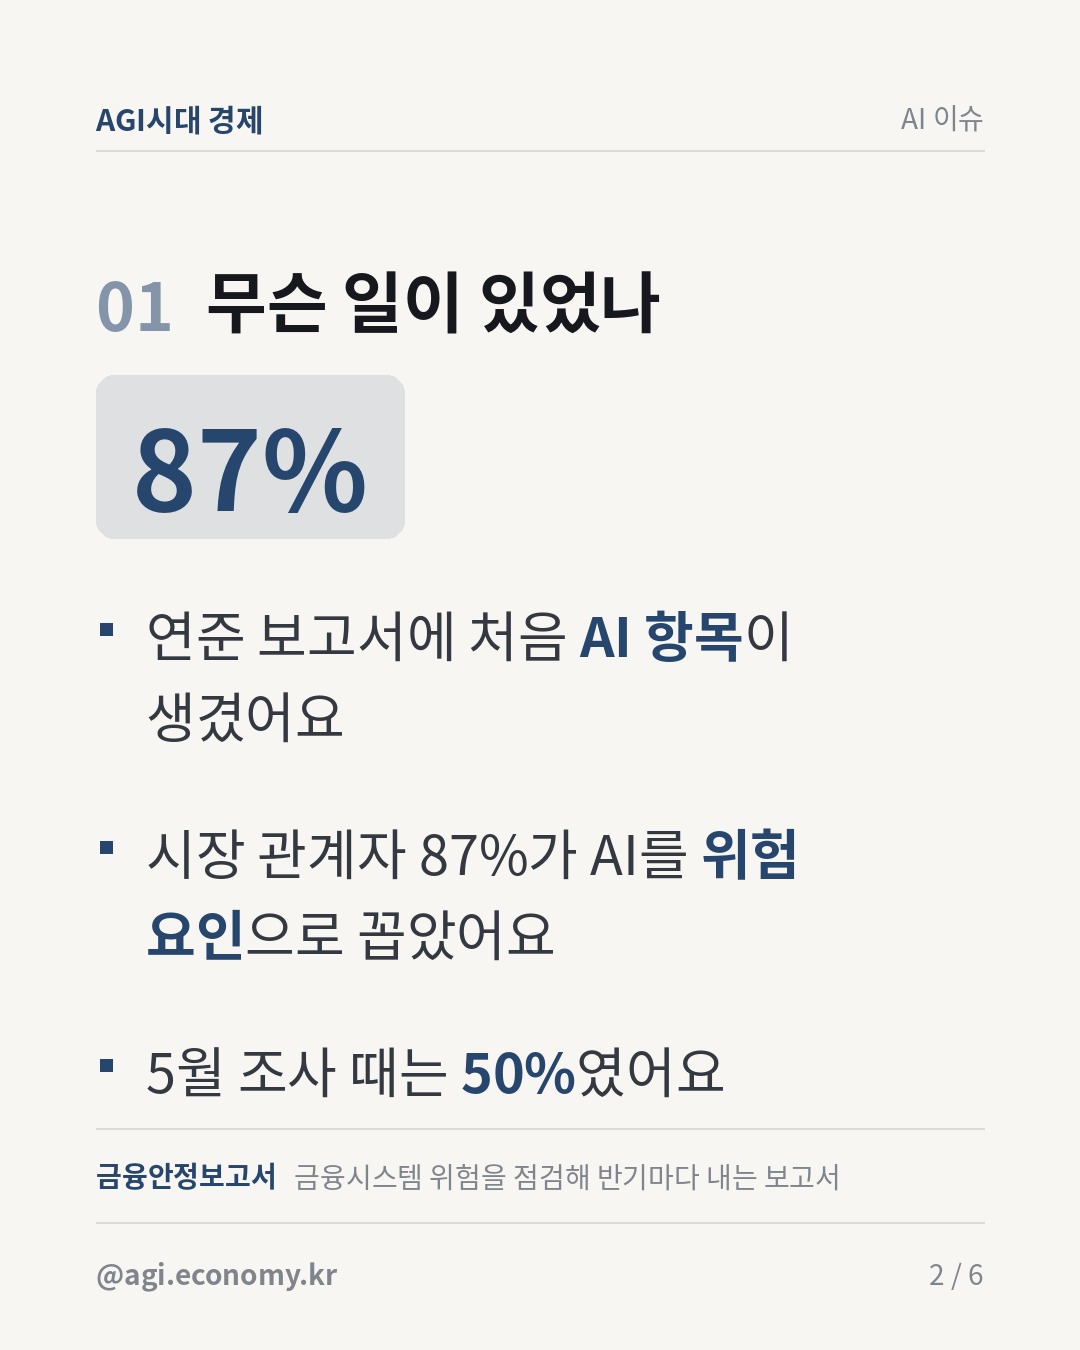 AGI시대 경제
AI 이슈
01 무슨 일이 있었나
87%
▪ 연준 보고서에 처음 AI 항목이
생겼어요
▪ 시장 관계자 87%가 AI를 위험
요인으로 꼽았어요
▪ 5월 조사 때는 50%였어요
금융안정보고서 금융시스템 위험을 점검해 반기마다 내는 보고서
@agi.economy.kr
2 / 6